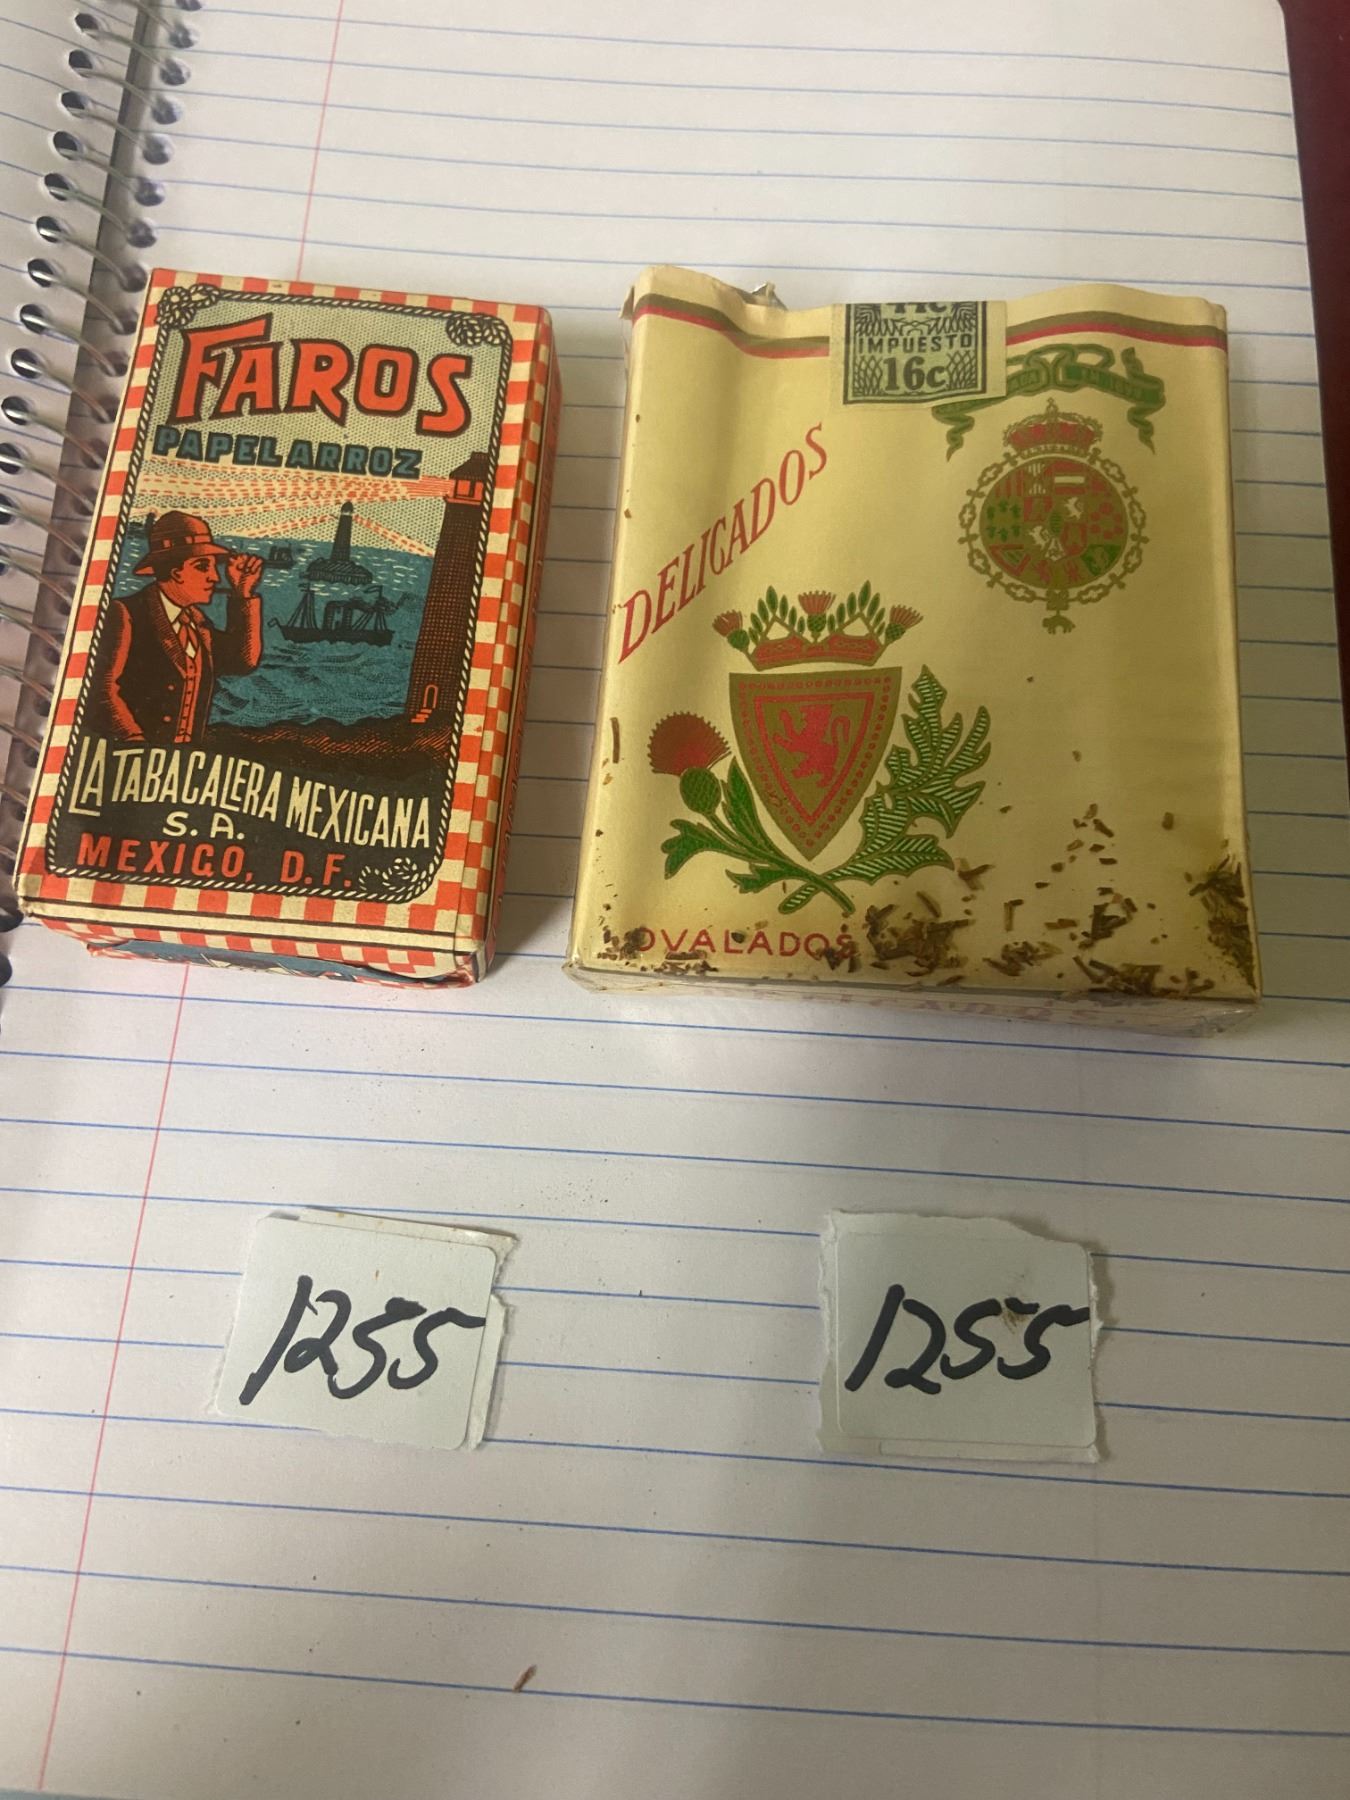 FAROS
PAPEL ARROZ
LA TABACALERA MEXICANA
S. A.
MEXICO, D. F.
IMPUESTO
16c
DELICADOS
OVALADOS
1255
1255